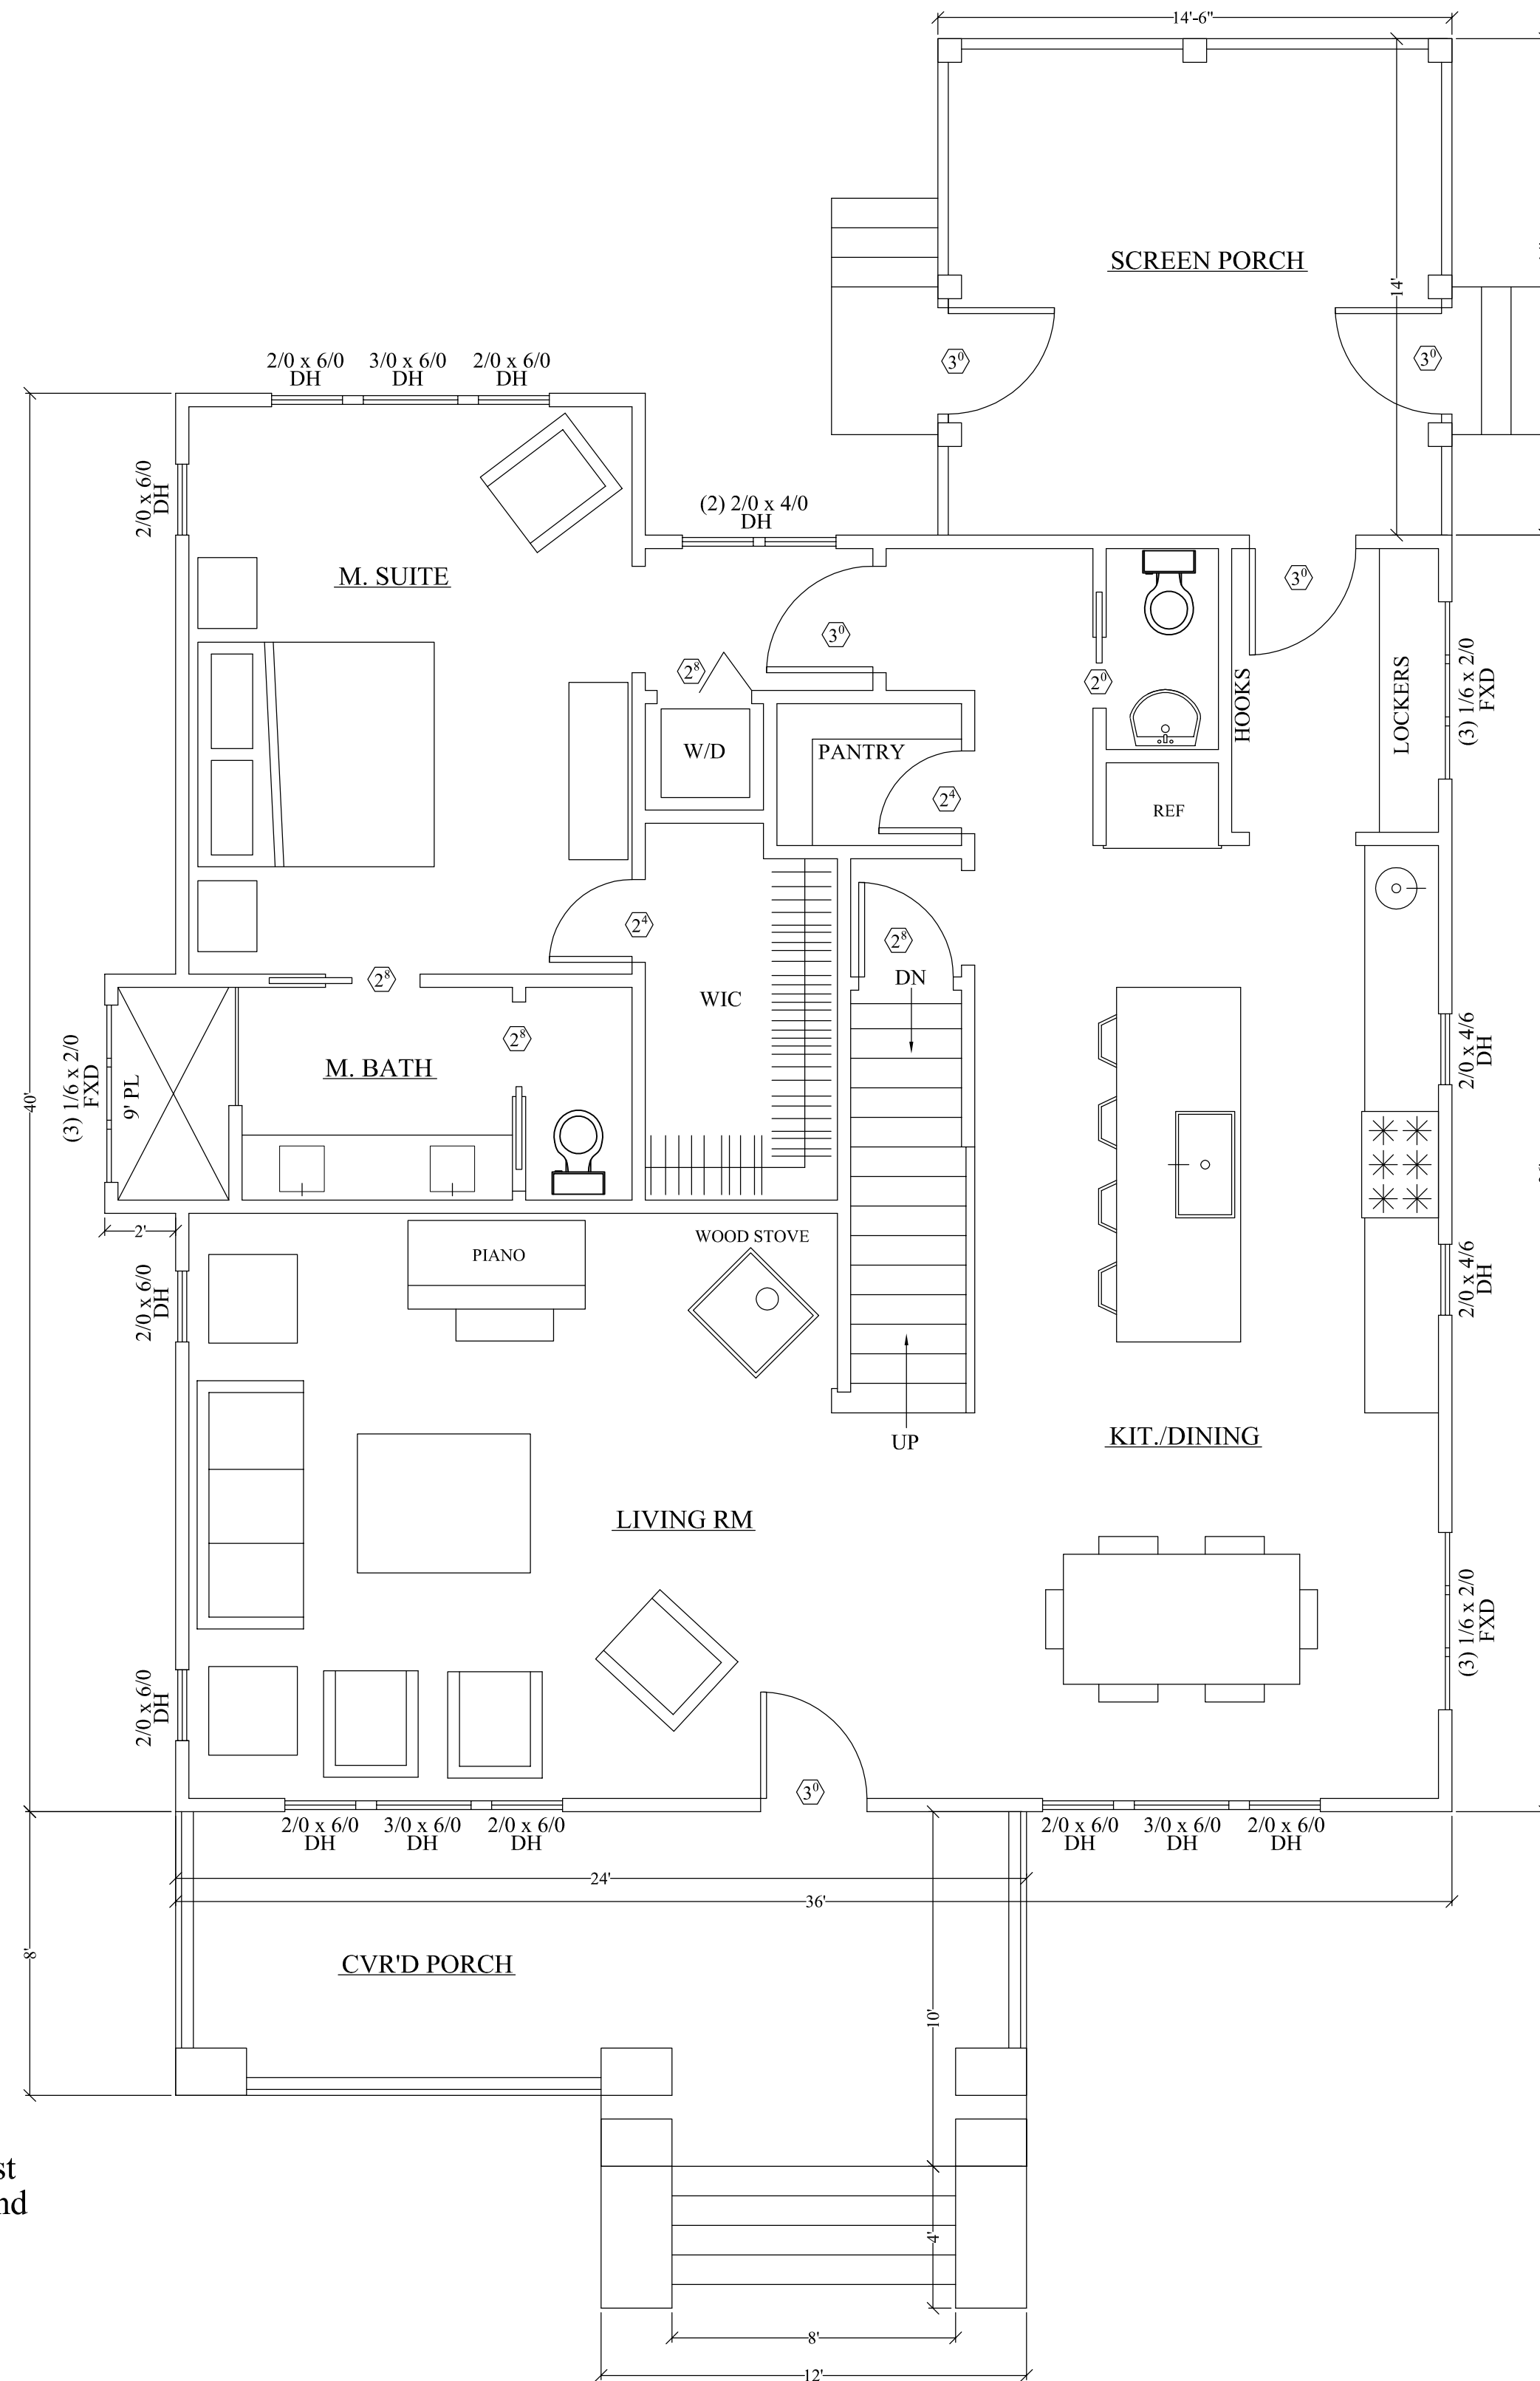 14'-6"
SCREEN PORCH
14'
3⁰
3⁰
2/0 x 6/0
DH
3/0 x 6/0
DH
2/0 x 6/0
DH
2/0 x 6/0
DH
(2) 2/0 x 4/0
DH
M. SUITE
3⁰
3⁰
2⁸
2⁰
HOOKS
LOCKERS
(3) 1/6 x 2/0
FXD
W/D
PANTRY
2⁴
REF
2⁴
2⁸
2⁸
DN
WIC
2⁸
M. BATH
9' PL
(3) 1/6 x 2/0
FXD
40'
2/0 x 4/6
DH
2'
WOOD STOVE
PIANO
2/0 x 6/0
DH
2/0 x 4/6
DH
UP
KIT./DINING
LIVING RM
(3) 1/6 x 2/0
FXD
2/0 x 6/0
DH
3⁰
2/0 x 6/0
DH
3/0 x 6/0
DH
2/0 x 6/0
DH
2/0 x 6/0
DH
3/0 x 6/0
DH
2/0 x 6/0
DH
24'
36'
8'
CVR'D PORCH
10'
st
nd
4'
8'
12'